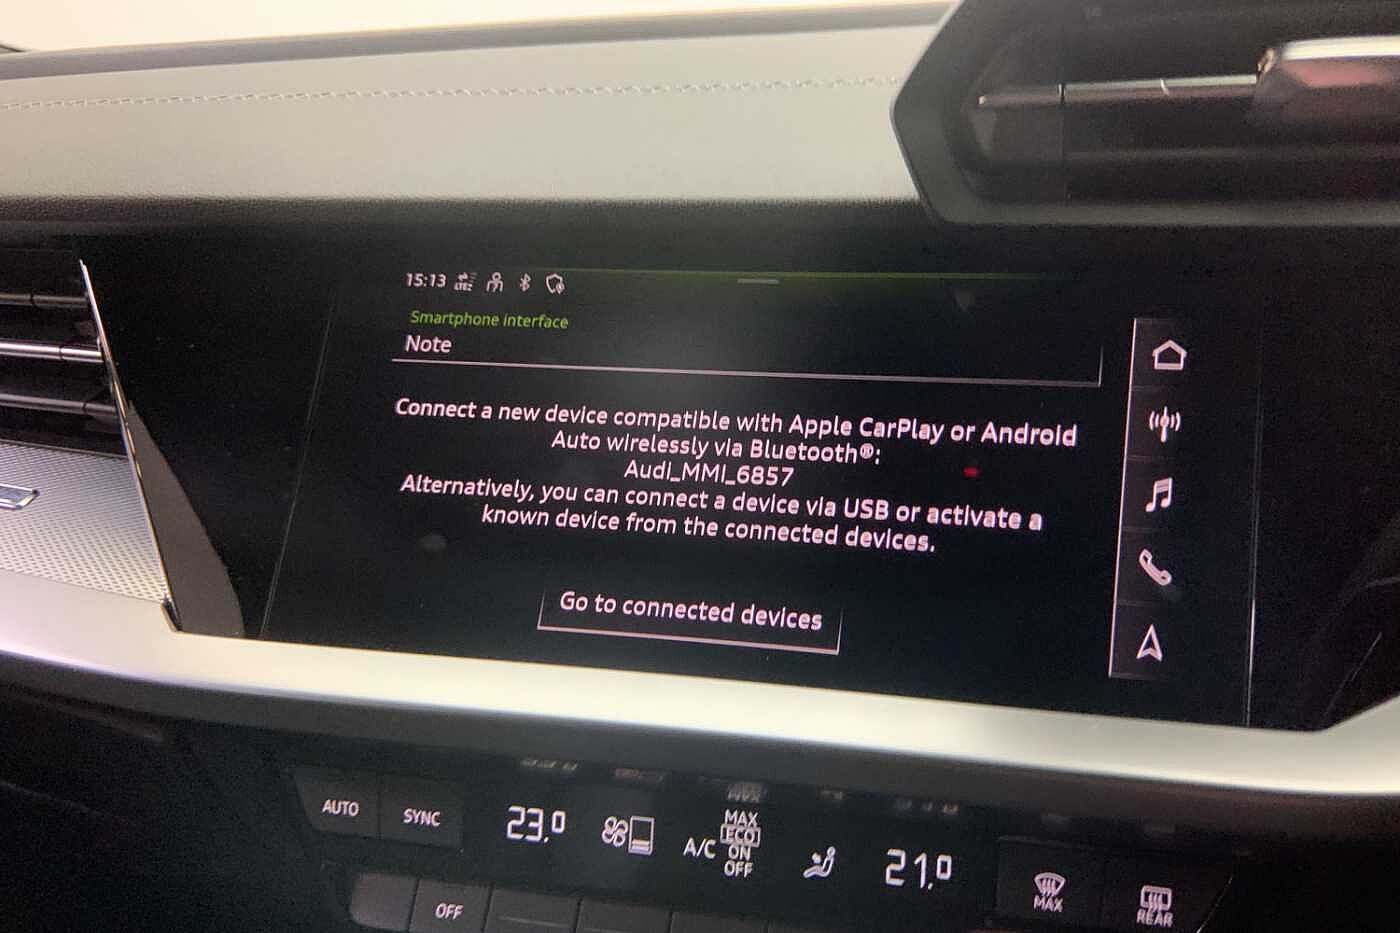 15:13 LTE
Smartphone interface
Note
Connect a new device compatible with Apple CarPlay or Android
Auto wirelessly via Bluetooth®:
Audi_MMI_6857
Alternatively, you can connect a device via USB or activate a
known device from the connected devices.
Go to connected devices
AUTO
SYNC
23.0
A/C
MAX
ECO
ON
OFF
21.0
MAX
REAR
OFF